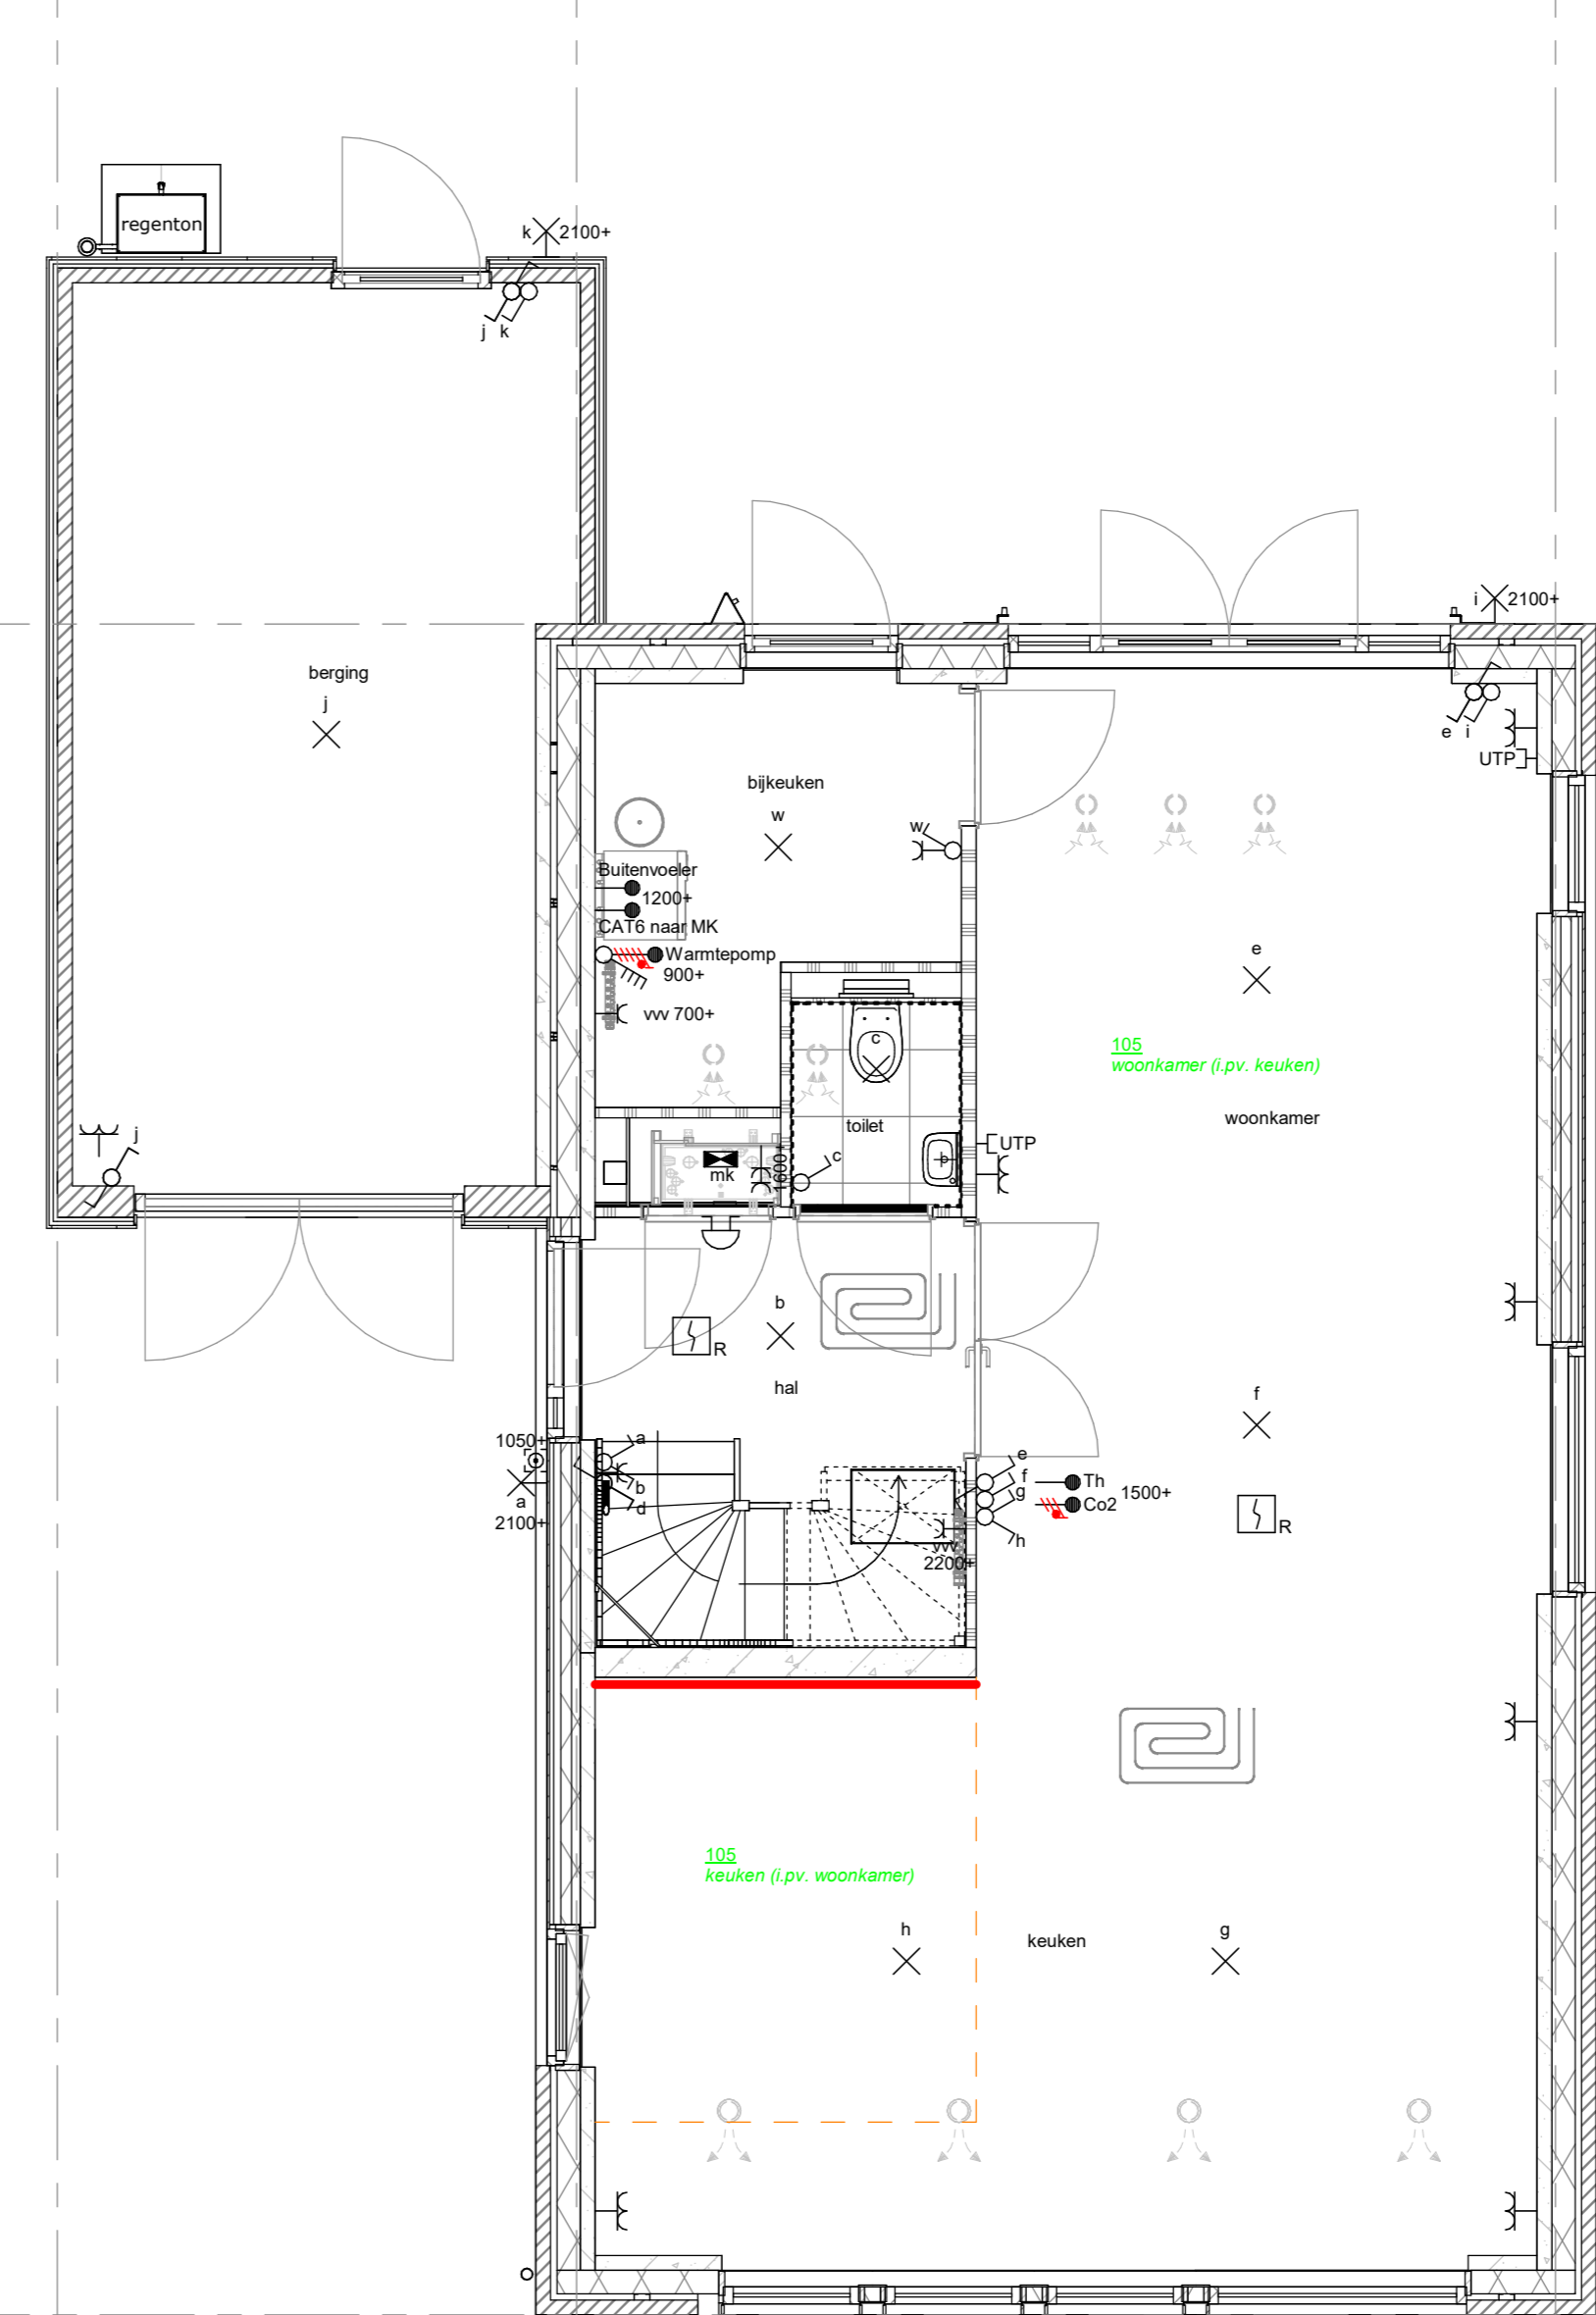 regenton
k 2100+
j k
i 2100+
berging
j
e i
UTP
bijkeuken
w
w
Buitenvoeler
1200+
CAT6 naar MK
Warmtepomp
900+
vvv 700+
e
c
105
woonkamer (i.pv. keuken)
woonkamer
toilet
j
UTP
c
mk
1600+
b
R
hal
f
1050+
a
b
d
a
2100+
e
f
g
h
Th
Co2
1500+
R
vvv
2200+
105
keuken (i.pv. woonkamer)
h
keuken
g